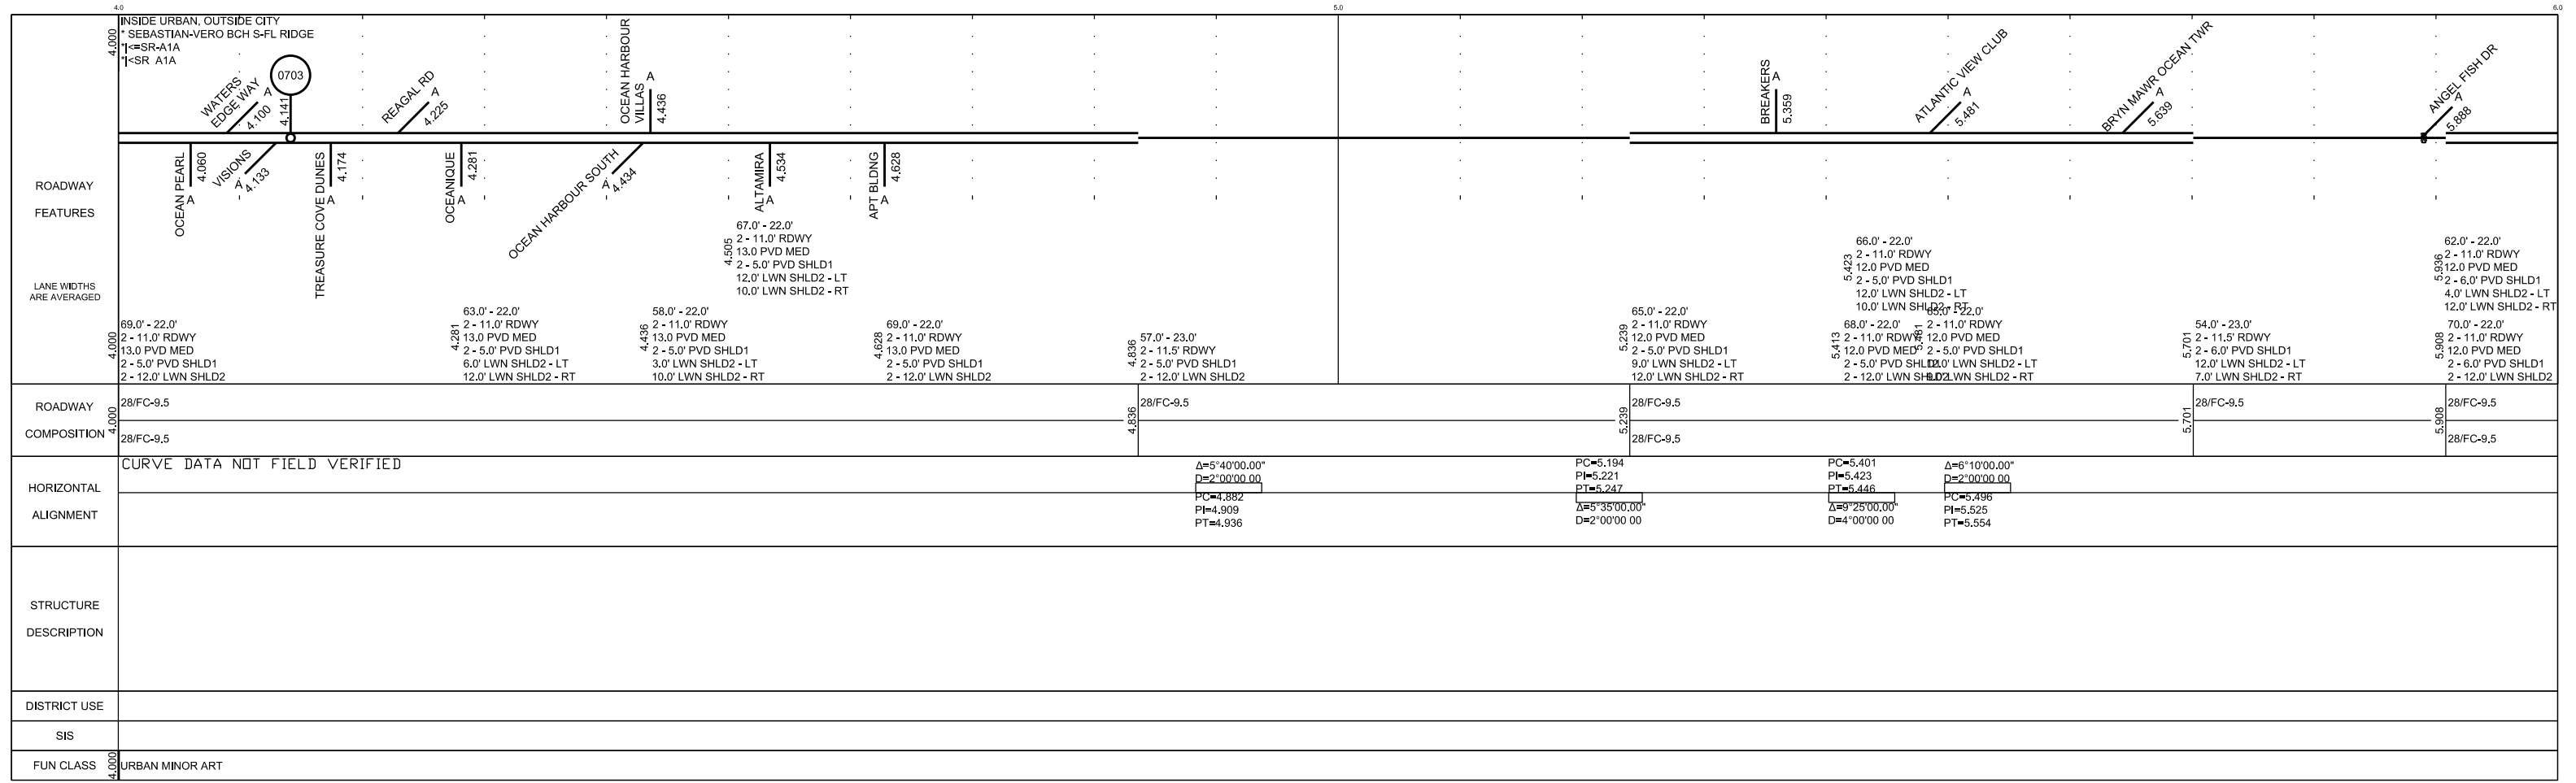 4.0
5.0
6.0
4.000
INSIDE URBAN, OUTSIDE CITY
* SEBASTIAN-VERO BCH S-FL RIDGE
*|<=SR-A1A
*|<SR A1A
WATERS
EDGE WAY
A
4.100
0703
4.141
REAGAL RD
A
4.225
OCEAN HARBOUR
VILLAS
A
4.436
BREAKERS
A
5.359
ATLANTIC VIEW CLUB
A
5.481
BRYN MAWR OCEAN TWR
A
5.639
ANGEL FISH DR
A
5.888
OCEAN PEARL
A
4.060
VISIONS
A
4.133
TREASURE COVE DUNES
A
4.174
OCEANIQUE
A
4.281
OCEAN HARBOUR SOUTH
A
4.434
ALTAMIRA
A
4.534
APT BLDING
A
4.628
ROADWAY
FEATURES
LANE WIDTHS
ARE AVERAGED
4.000
69.0' - 22.0'
2 - 11.0' RDWY
13.0 PVD MED
2 - 5.0' PVD SHLD1
2 - 12.0' LWN SHLD2
4.281
63.0' - 22.0'
2 - 11.0' RDWY
13.0 PVD MED
2 - 5.0' PVD SHLD1
6.0' LWN SHLD2 - LT
12.0' LWN SHLD2 - RT
4.436
58.0' - 22.0'
2 - 11.0' RDWY
13.0 PVD MED
2 - 5.0' PVD SHLD1
3.0' LWN SHLD2 - LT
10.0' LWN SHLD2 - RT
4.505
67.0' - 22.0'
2 - 11.0' RDWY
13.0 PVD MED
2 - 5.0' PVD SHLD1
12.0' LWN SHLD2 - LT
10.0' LWN SHLD2 - RT
4.628
69.0' - 22.0'
2 - 11.0' RDWY
13.0 PVD MED
2 - 5.0' PVD SHLD1
2 - 12.0' LWN SHLD2
4.836
57.0' - 23.0'
2 - 11.5' RDWY
2 - 5.0' PVD SHLD1
2 - 12.0' LWN SHLD2
5.239
65.0' - 22.0'
2 - 11.0' RDWY
12.0 PVD MED
2 - 5.0' PVD SHLD1
9.0' LWN SHLD2 - LT
12.0' LWN SHLD2 - RT
5.413
68.0' - 22.0'
2 - 11.0' RDWY
12.0 PVD MED
2 - 5.0' PVD SHLD1
2 - 12.0' LWN SHLD2
5.423
66.0' - 22.0'
2 - 11.0' RDWY
12.0 PVD MED
2 - 5.0' PVD SHLD1
12.0' LWN SHLD2 - LT
10.0' LWN SHLD2 - RT
5.481
- 22.0'
2 - 11.0' RDWY
12.0 PVD MED
2 - 5.0' PVD SHLD1
LWN SHLD2 - LT
LWN SHLD2 - RT
5.701
54.0' - 23.0'
2 - 11.5' RDWY
2 - 6.0' PVD SHLD1
12.0' LWN SHLD2 - LT
7.0' LWN SHLD2 - RT
5.908
70.0' - 22.0'
2 - 11.0' RDWY
12.0 PVD MED
2 - 6.0' PVD SHLD1
2 - 12.0' LWN SHLD2
5.936
62.0' - 22.0'
2 - 11.0' RDWY
12.0 PVD MED
2 - 6.0' PVD SHLD1
4.0' LWN SHLD2 - LT
12.0' LWN SHLD2 - RT
ROADWAY
COMPOSITION
4.000
28/FC-9.5
28/FC-9.5
4.836
28/FC-9.5
5.239
28/FC-9.5
28/FC-9.5
5.701
28/FC-9.5
5.908
28/FC-9.5
28/FC-9.5
HORIZONTAL
ALIGNMENT
CURVE DATA NOT FIELD VERIFIED
Δ=5°40'00.00"
D=2°00'00 00
PC=4.882
PI=4.909
PT=4.936
PC=5.194
PI=5.221
PT=5.247
Δ=5°35'00.00"
D=2°00'00 00
PC=5.401
PI=5.423
PT=5.446
Δ=9°25'00.00"
D=4°00'00 00
Δ=6°10'00.00"
D=2°00'00 00
PC=5.496
PI=5.525
PT=5.554
STRUCTURE
DESCRIPTION
DISTRICT USE
SIS
FUN CLASS
4.000
URBAN MINOR ART